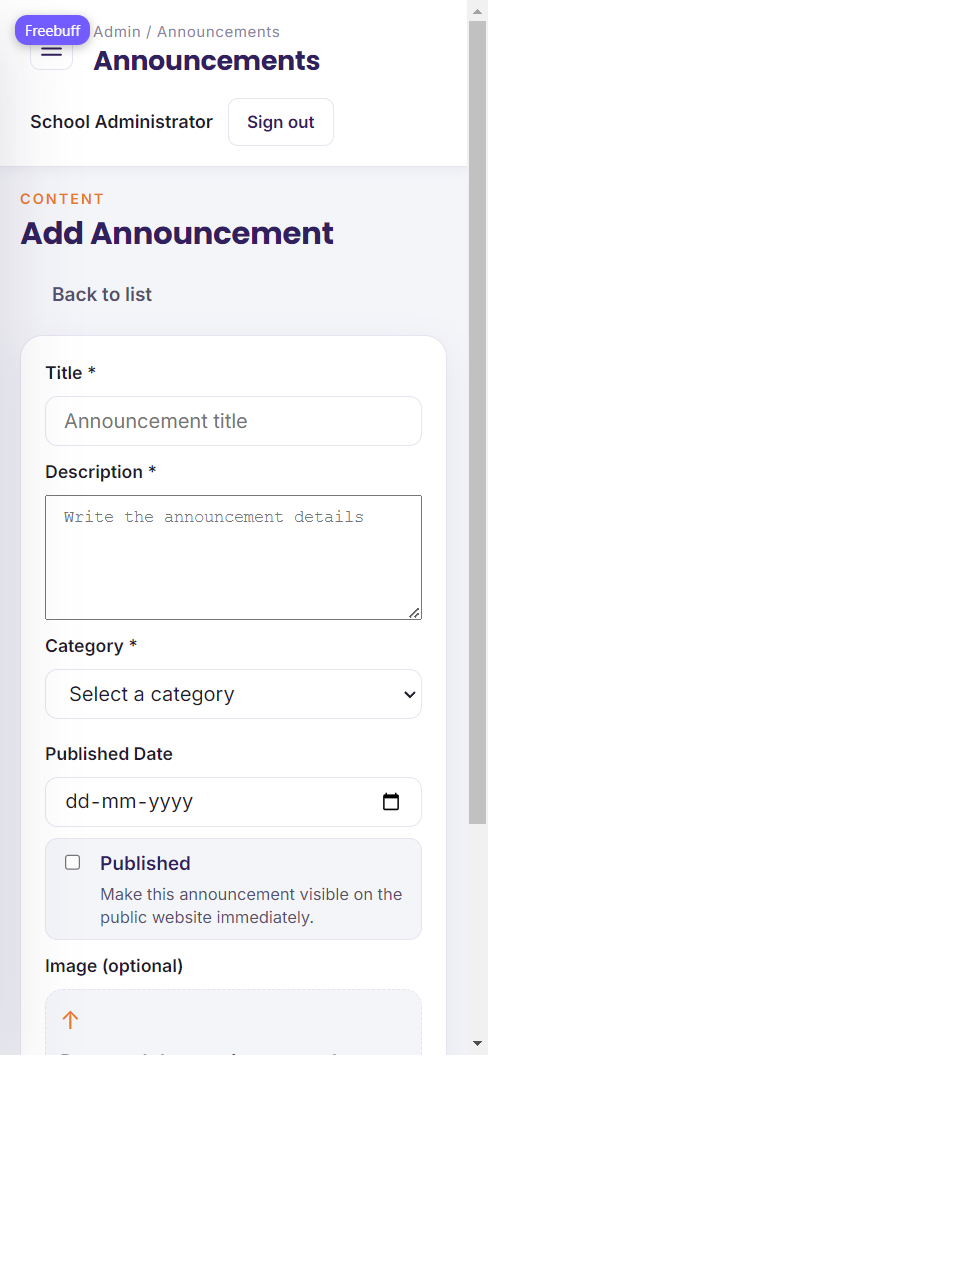 Freebuff
Admin / Announcements
Announcements
School Administrator
Sign out
CONTENT
Add Announcement
Back to list
Title *
Announcement title
Description *
Write the announcement details
Category *
Select a category
Published Date
dd-mm-yyyy
Published
Make this announcement visible on the
public website immediately.
Image (optional)